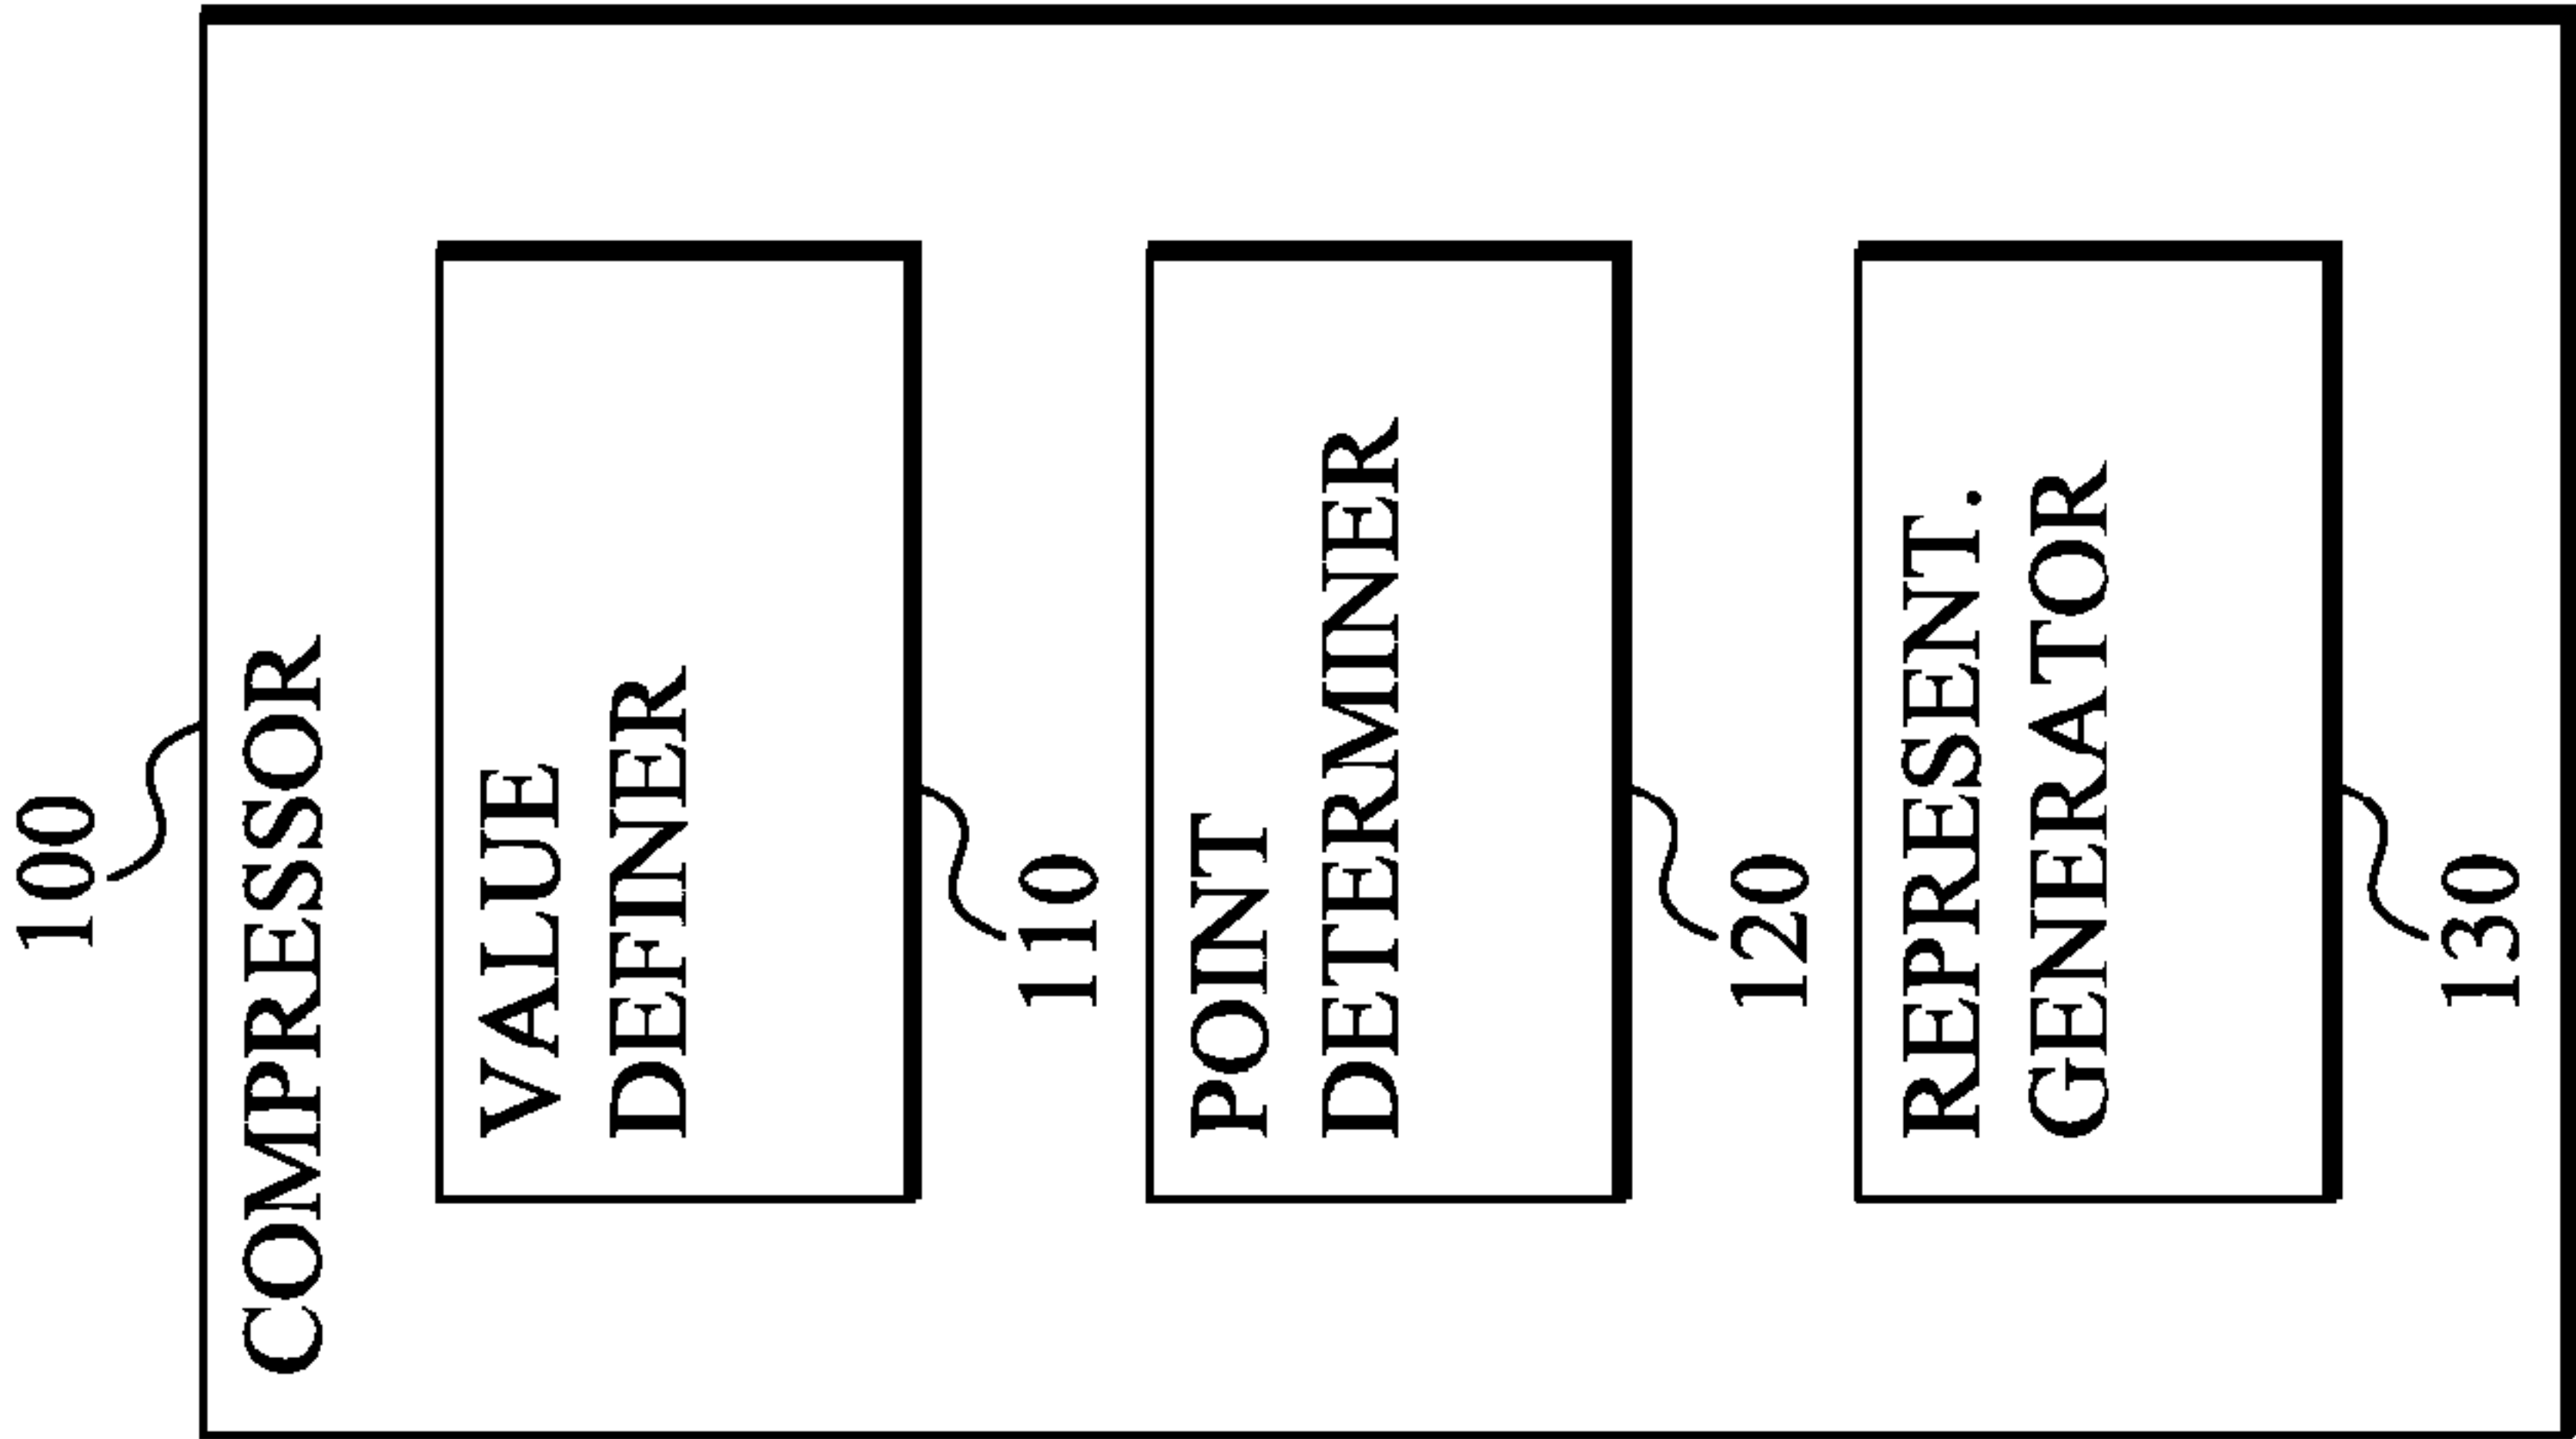 100
COMPRESSOR
VALUE
DEFINER
110
POINT
DETERMINER
120
REPRESENT.
GENERATOR
130